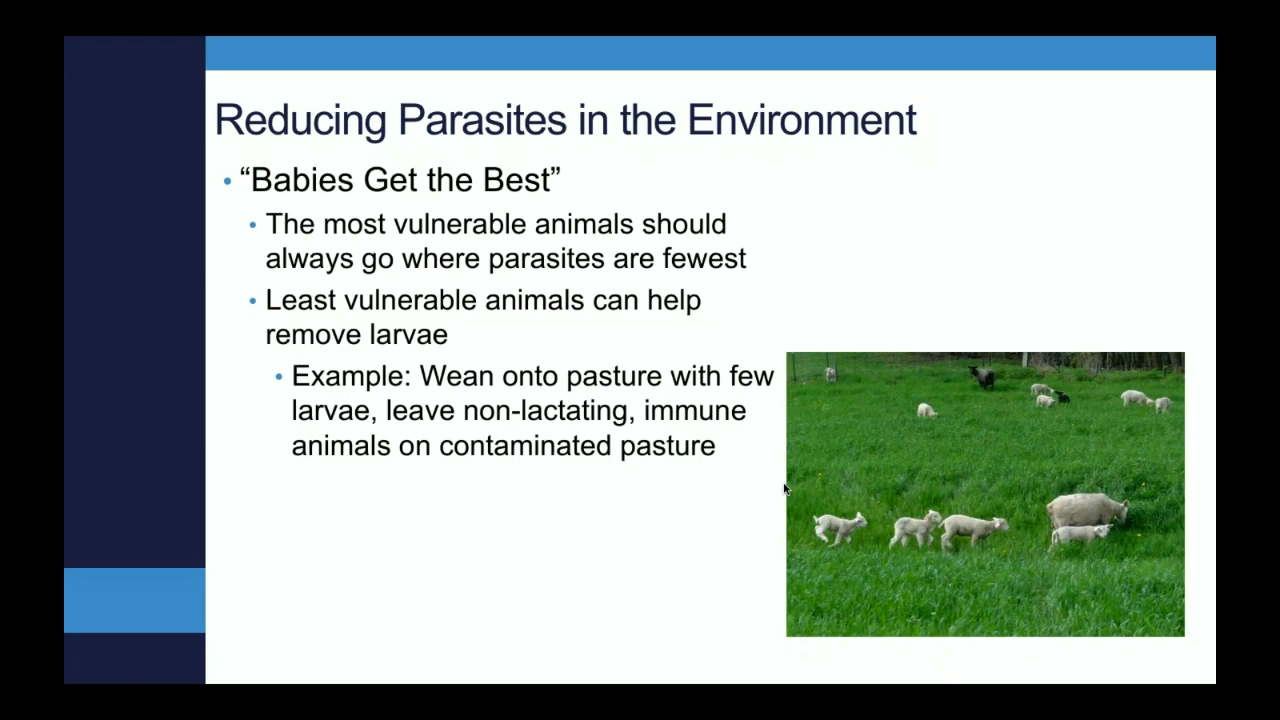 Reducing Parasites in the Environment
• “Babies Get the Best”
• The most vulnerable animals should
always go where parasites are fewest
• Least vulnerable animals can help
remove larvae
• Example: Wean onto pasture with few
larvae, leave non-lactating, immune
animals on contaminated pasture